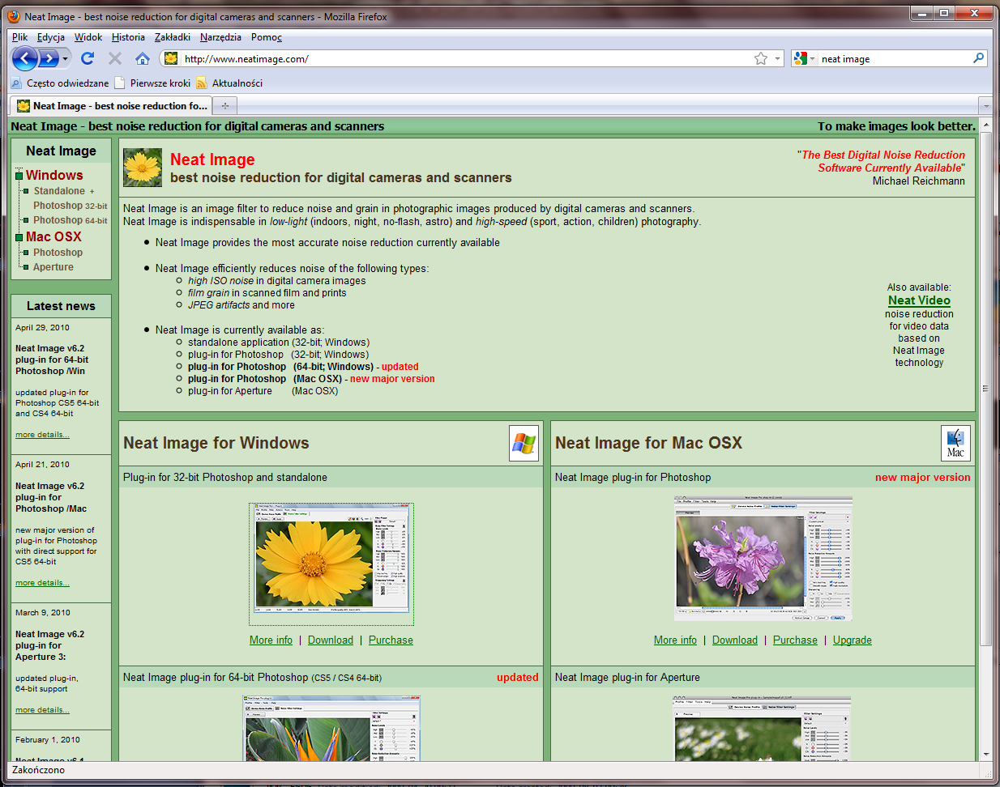 Neat Image - best noise reduction for digital cameras and scanners - Mozilla Firefox
Plik Edycja Widok Historia Zakładki Narzędzia Pomoc
http://www.neatimage.com/
neat image
Często odwiedzane Pierwsze kroki Aktualności
Neat Image - best noise reduction fo...
Neat Image - best noise reduction for digital cameras and scanners
To make images look better.
Neat Image
Windows
Standalone +
Photoshop 32-bit
Photoshop 64-bit
Mac OSX
Photoshop
Aperture
Latest news
April 29, 2010
Neat Image v6.2
plug-in for 64-bit
Photoshop /Win
updated plug-in for
Photoshop CS5 64-bit
and CS4 64-bit
more details...
April 21, 2010
Neat Image v6.2
plug-in for
Photoshop /Mac
new major version of
plug-in for Photoshop
with direct support for
CS5 64-bit
more details...
March 9, 2010
Neat Image v6.2
plug-in for
Aperture 3:
updated plug-in,
64-bit support
more details...
February 1, 2010
Neat Image v6.1
Neat Image
best noise reduction for digital cameras and scanners
"The Best Digital Noise Reduction
Software Currently Available"
Michael Reichmann
Neat Image is an image filter to reduce noise and grain in photographic images produced by digital cameras and scanners.
Neat Image is indispensable in low-light (indoors, night, no-flash, astro) and high-speed (sport, action, children) photography.
Neat Image provides the most accurate noise reduction currently available
Neat Image efficiently reduces noise of the following types:
high ISO noise in digital camera images
film grain in scanned film and prints
JPEG artifacts and more
Neat Image is currently available as:
standalone application (32-bit; Windows)
plug-in for Photoshop (32-bit; Windows)
plug-in for Photoshop (64-bit; Windows) - updated
plug-in for Photoshop (Mac OSX) - new major version
plug-in for Aperture (Mac OSX)
Also available:
Neat Video
noise reduction
for video data
based on
Neat Image
technology
Neat Image for Windows
Plug-in for 32-bit Photoshop and standalone
More info | Download | Purchase
Neat Image plug-in for 64-bit Photoshop (CS5 / CS4 64-bit) updated
Neat Image for Mac OSX
Mac
Neat Image plug-in for Photoshop new major version
More info | Download | Purchase | Upgrade
Neat Image plug-in for Aperture
Zakończono